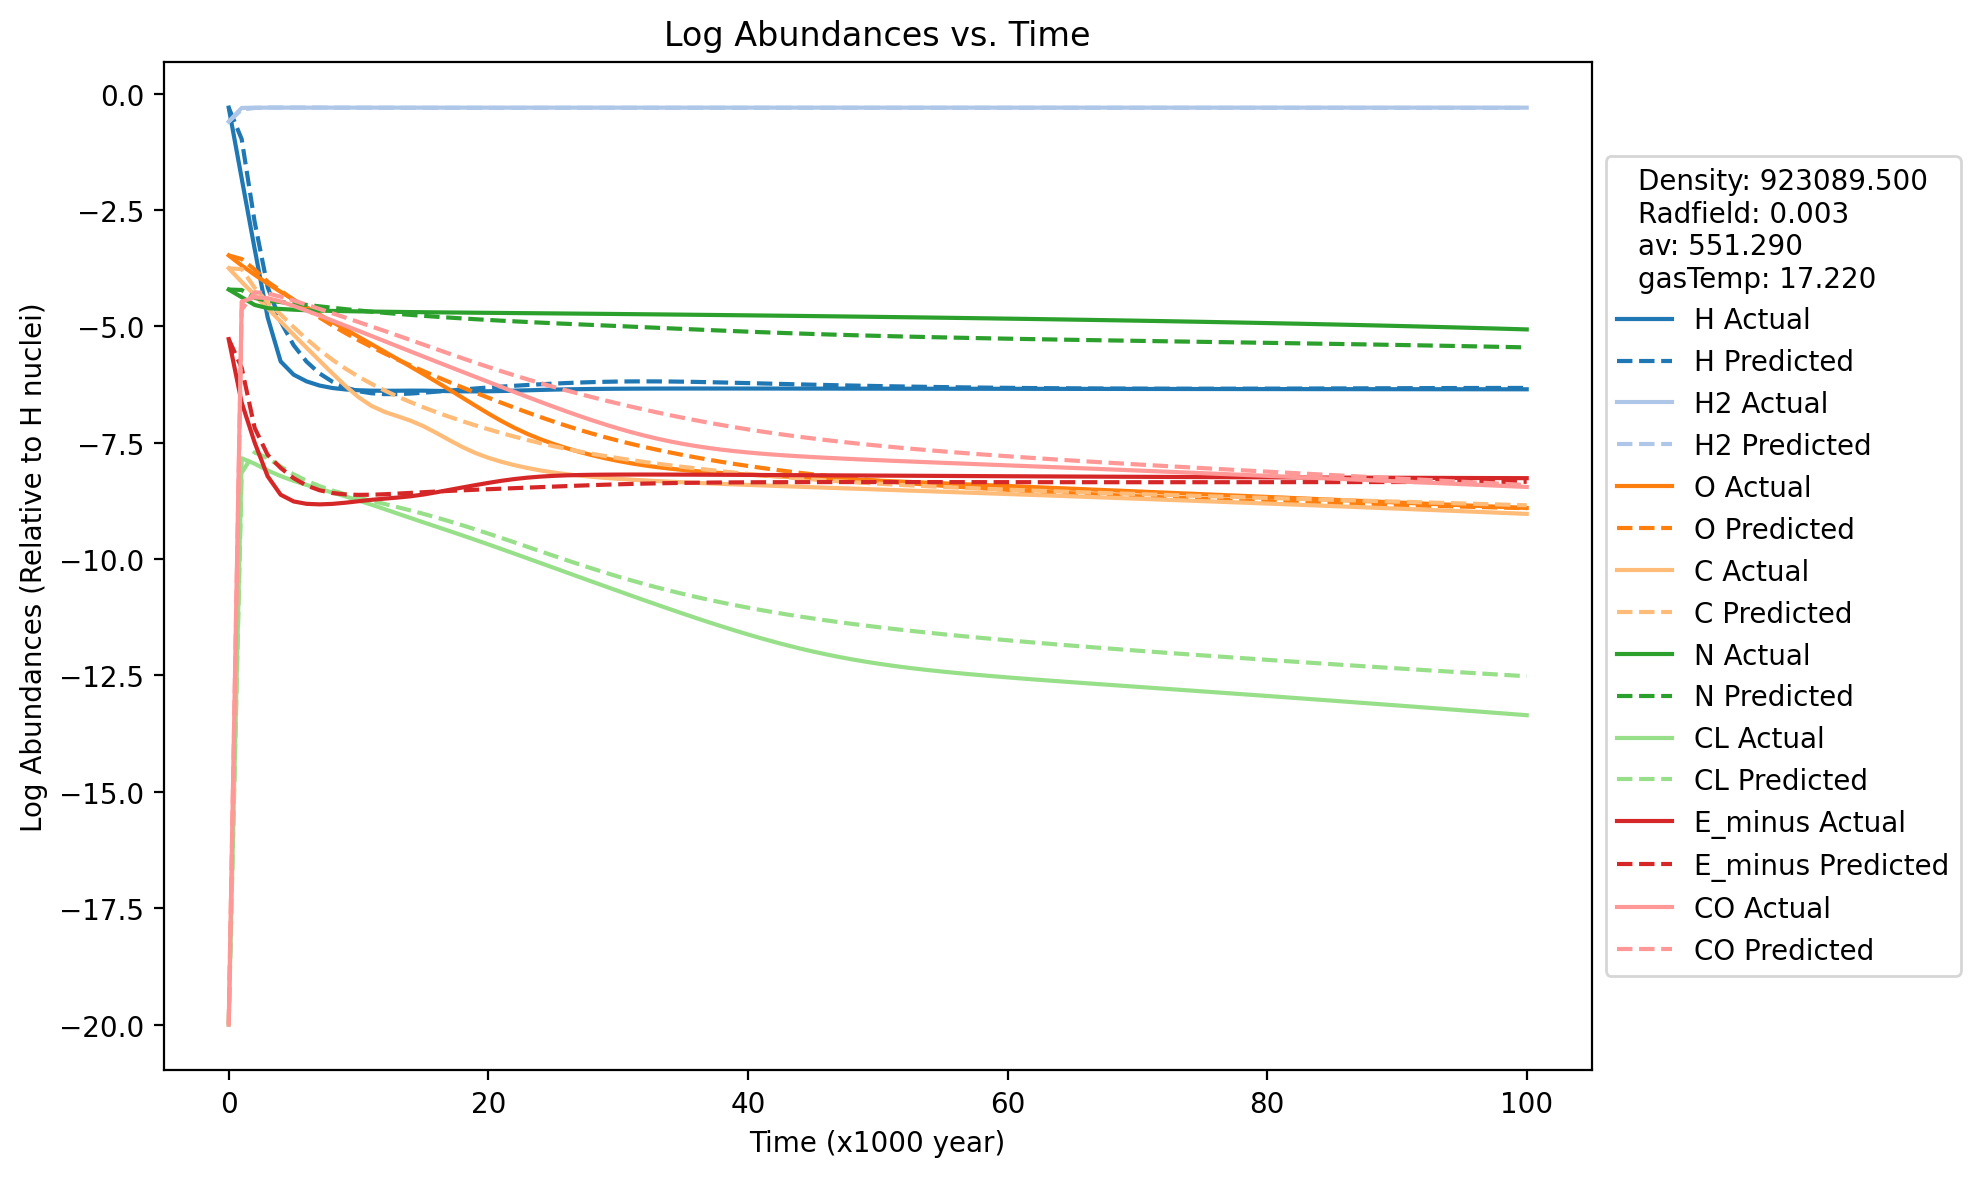 Log Abundances vs. Time
Log Abundances (Relative to H nuclei)
0.0
−2.5
−5.0
−7.5
−10.0
−12.5
−15.0
−17.5
−20.0
0
20
40
60
80
100
Time (x1000 year)
Density: 923089.500
Radfield: 0.003
av: 551.290
gasTemp: 17.220
H Actual
H Predicted
H2 Actual
H2 Predicted
O Actual
O Predicted
C Actual
C Predicted
N Actual
N Predicted
CL Actual
CL Predicted
E_minus Actual
E_minus Predicted
CO Actual
CO Predicted